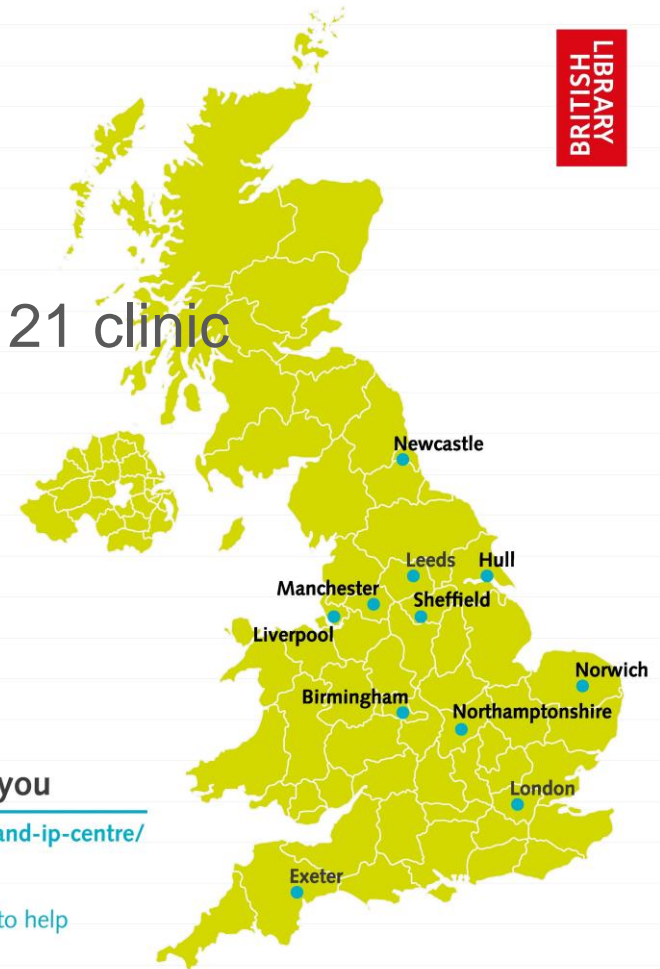 LIBRARY
BRITISH
21 clinic
Newcastle
Leeds
Hull
Manchester
Sheffield
Liverpool
Norwich
Birmingham
Northamptonshire
you
London
and-ip-centre/
Exeter
to help